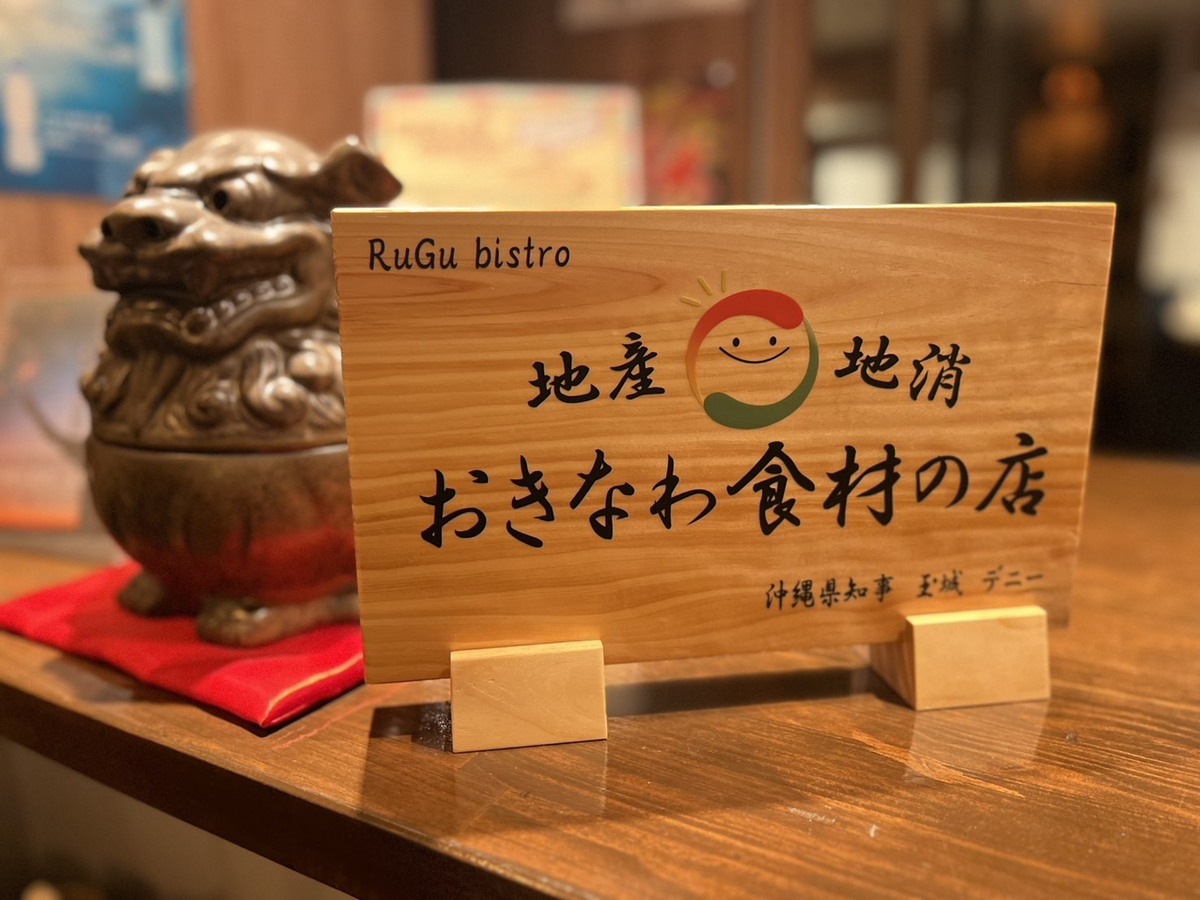 RuGu bistro
地産 地消
おきなわ食材の店
沖縄県知事 玉城 デニー